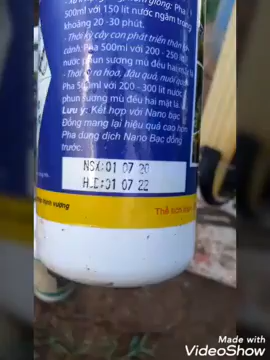 500ml với 150 lít nước ngâm trong
khoảng 20 - 30 phút.
- Thời kỳ cây con phát triển thân
cành: Pha 500ml với 200 - 250 lít
nước phun sương mù đều hai
- Thời kỳ ra hoa, đậu quả, nuôi
Pha 500ml với 200 - 300 lít nước
phun sương mù đều hai mặt lá.
Lưu ý: Kết hợp với Nano bạc
Đồng mang lại hiệu quả cao hơn
Pha dung dịch Nano Bạc đồng
trước.
NSX:01 07 20
H.D:01 07 22
thịnh vượng
Made with
VideoShow